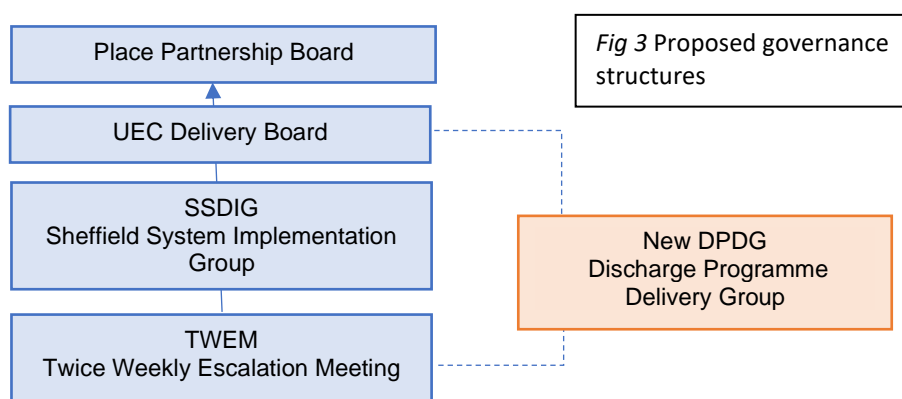 Place Partnership Board
Fig 3 Proposed governance
structures
UEC Delivery Board
SSDIG
Sheffield System Implementation
Group
New DPDG
Discharge Programme
Delivery Group
TWEM
Twice Weekly Escalation Meeting